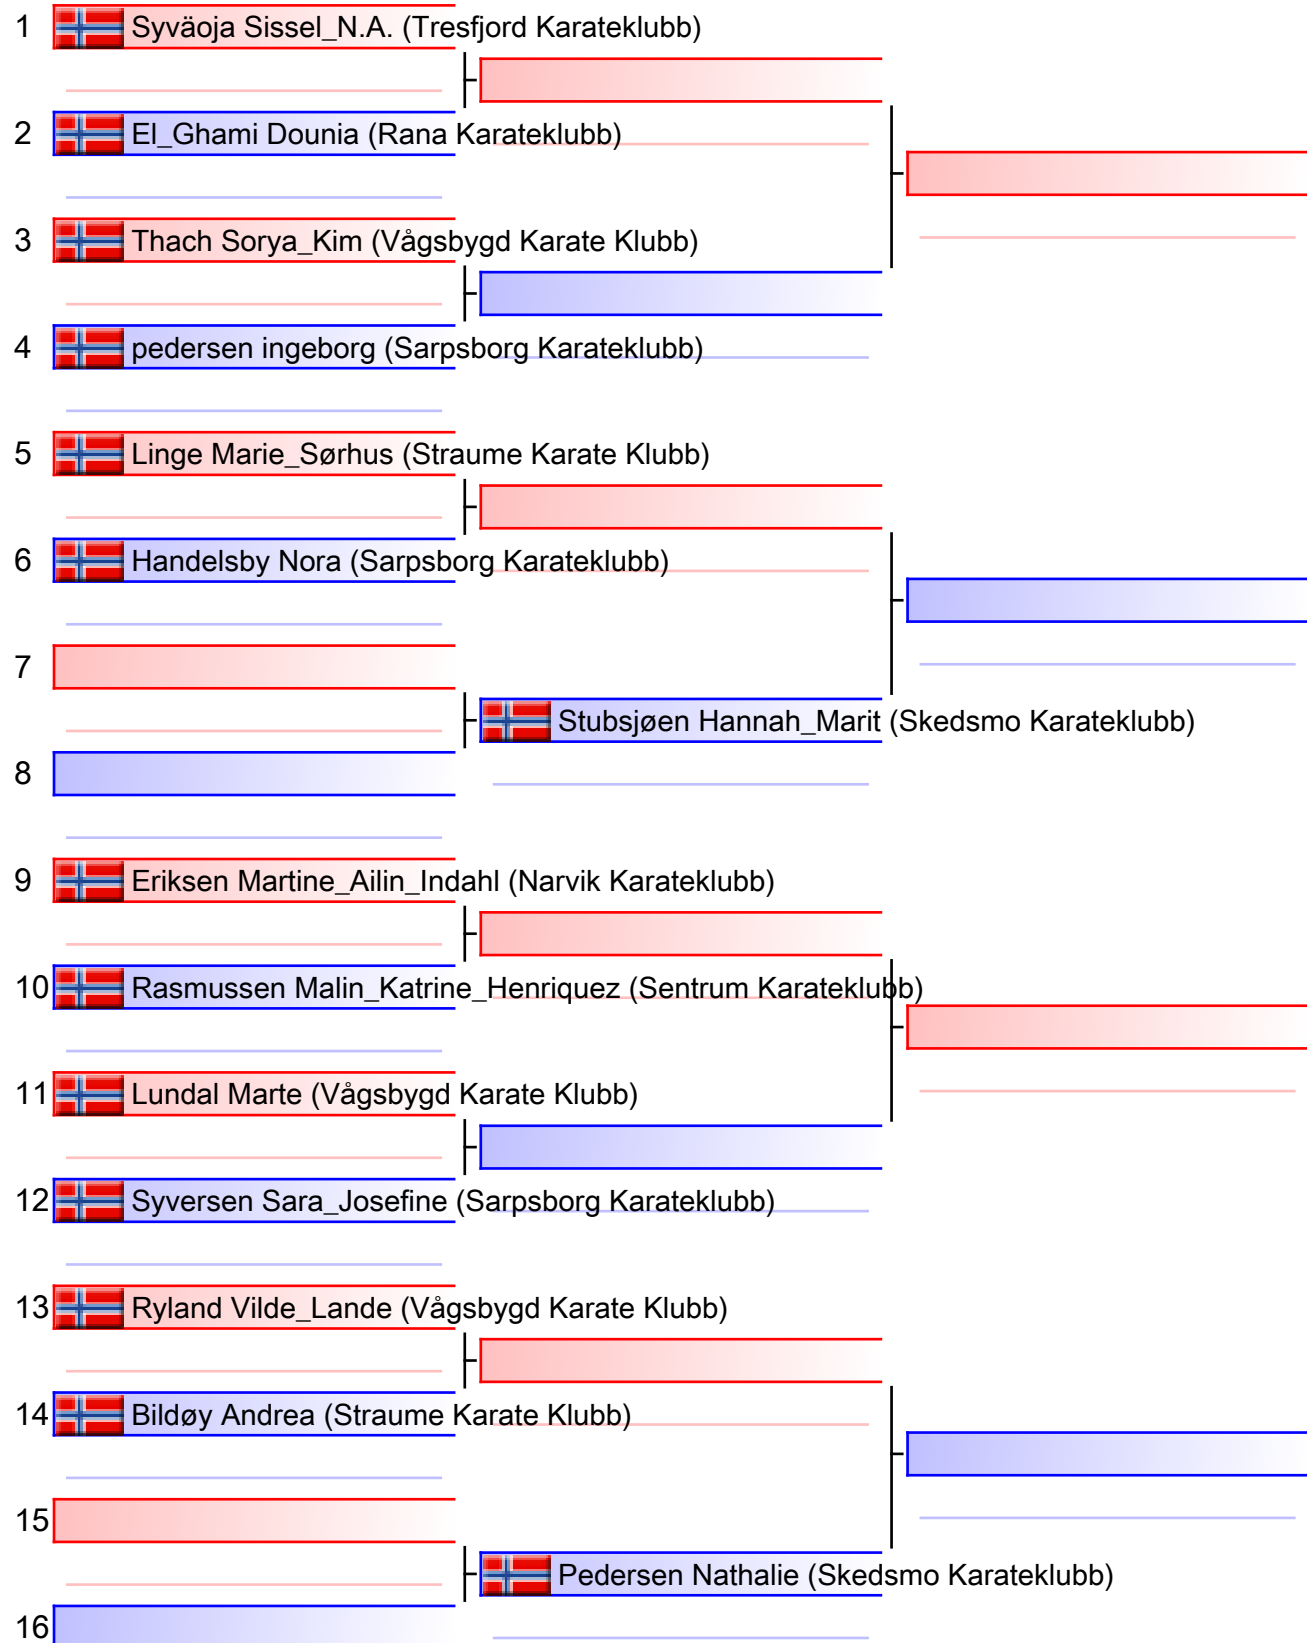 1 Syväoja Sissel_N.A. (Tresfjord Karateklubb)
2 El_Ghami Dounia (Rana Karateklubb)
3 Thach Sorya_Kim (Vågsbygd Karate Klubb)
4 pedersen ingeborg (Sarpsborg Karateklubb)
5 Linge Marie_Sørhus (Straume Karate Klubb)
6 Handelsby Nora (Sarpsborg Karateklubb)
7
Stubsjøen Hannah_Marit (Skedsmo Karateklubb)
8
9 Eriksen Martine_Ailin_Indahl (Narvik Karateklubb)
10 Rasmussen Malin_Katrine_Henriquez (Sentrum Karateklubb)
11 Lundal Marte (Vågsbygd Karate Klubb)
12 Syversen Sara_Josefine (Sarpsborg Karateklubb)
13 Ryland Vilde_Lande (Vågsbygd Karate Klubb)
14 Bildøy Andrea (Straume Karate Klubb)
15
Pedersen Nathalie (Skedsmo Karateklubb)
16